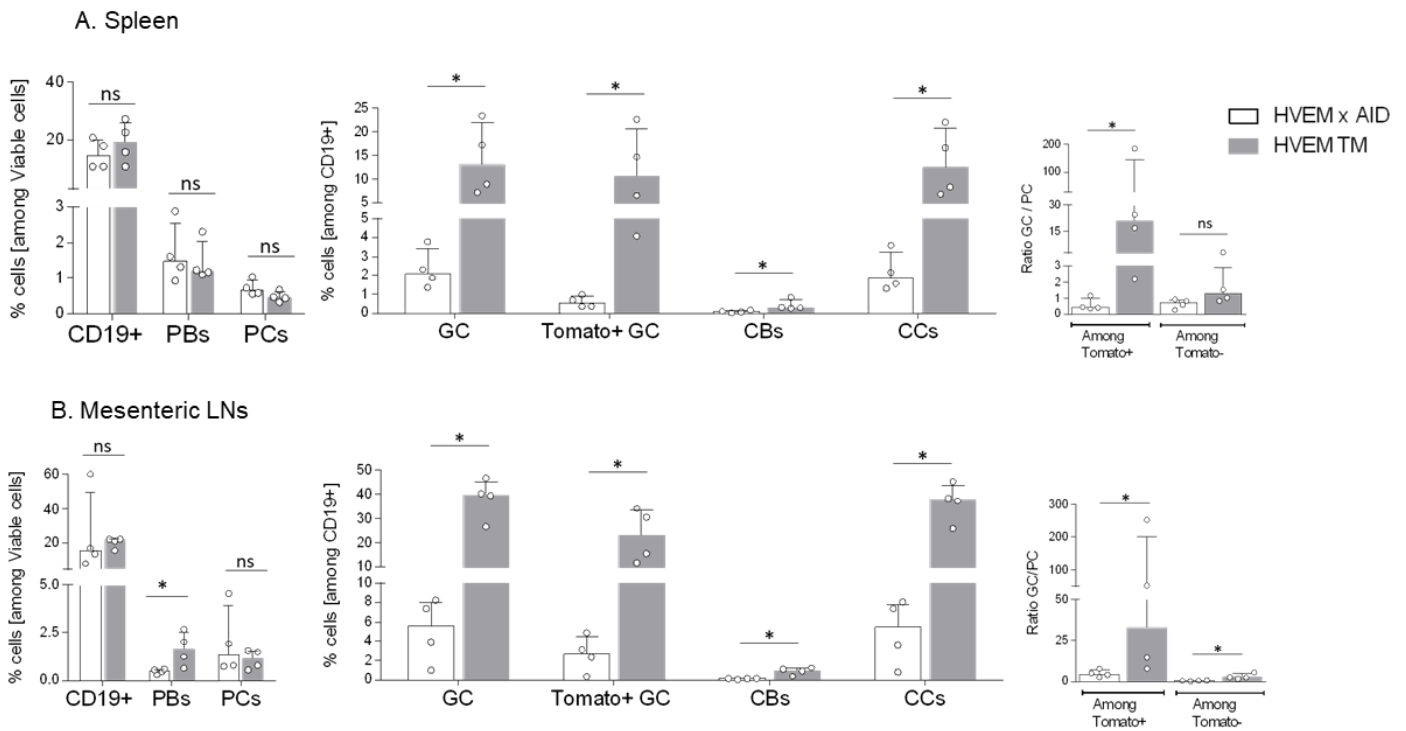 A. Spleen
% cells [among Viable cells]
40
20
3
2
1
0
ns
ns
ns
CD19+ PBs PCs
% cells [among CD19+]
25
20
15
10
5
5
4
3
2
1
0
*
*
*
*
GC Tomato+ GC CBs CCs
Ratio GC / PC
200
100
30
15
3
2
1
0
*
ns
Among Tomato+
Among Tomato-
HVEM x AID
HVEM TM
B. Mesenteric LNs
% cells [among Viable cells]
60
40
20
5.0
2.5
0.0
ns
*
ns
CD19+ PBs PCs
% cells [among CD19+]
50
40
30
20
10
10
8
6
4
2
0
*
*
*
*
GC Tomato+ GC CBs CCs
Ratio GC/PC
300
200
100
50
25
0
*
*
Among Tomato+
Among Tomato-